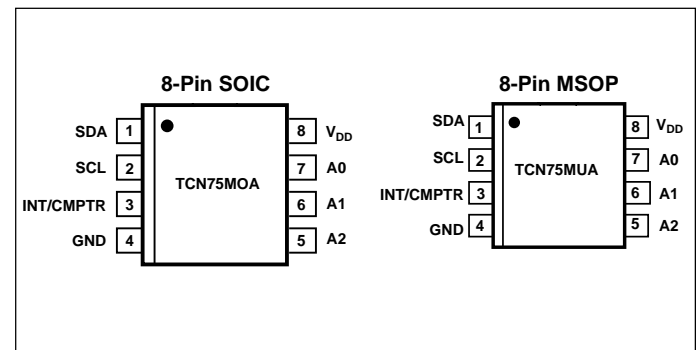 8-Pin SOIC
SDA 1 8 VDD
SCL 2 7 A0
TCN75MOA
INT/CMPTR 3 6 A1
GND 4 5 A2
8-Pin MSOP
SDA 1 8 VDD
SCL 2 7 A0
TCN75MUA
INT/CMPTR 3 6 A1
GND 4 5 A2